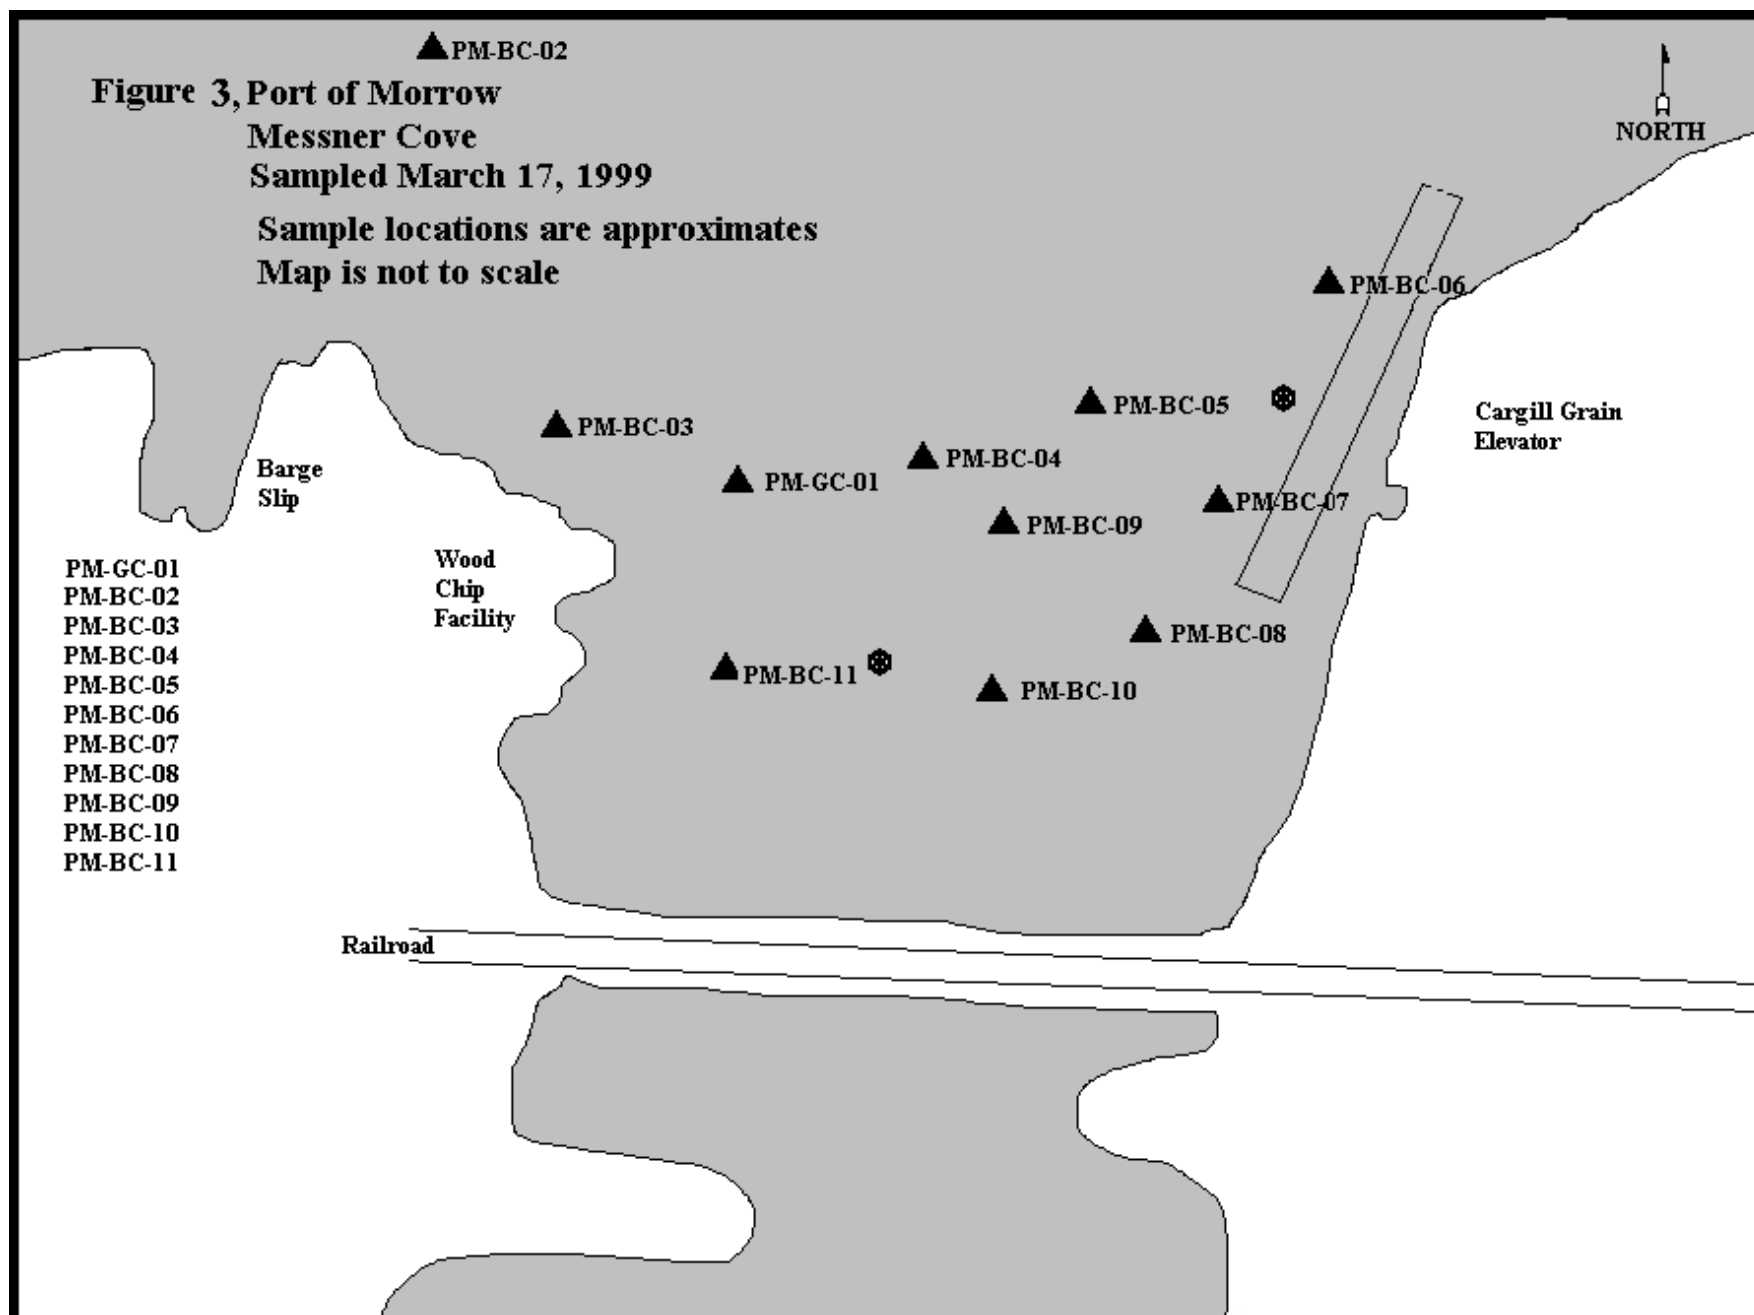 PM-BC-02
Figure 3, Port of Morrow
Messner Cove
Sampled March 17, 1999
Sample locations are approximates
Map is not to scale
NORTH
PM-BC-06
PM-BC-05
Cargill Grain
Elevator
PM-BC-03
PM-BC-04
PM-GC-01
PM-BC-07
PM-BC-09
Barge
Slip
Wood
Chip
Facility
PM-BC-08
PM-BC-11
PM-BC-10
PM-GC-01
PM-BC-02
PM-BC-03
PM-BC-04
PM-BC-05
PM-BC-06
PM-BC-07
PM-BC-08
PM-BC-09
PM-BC-10
PM-BC-11
Railroad